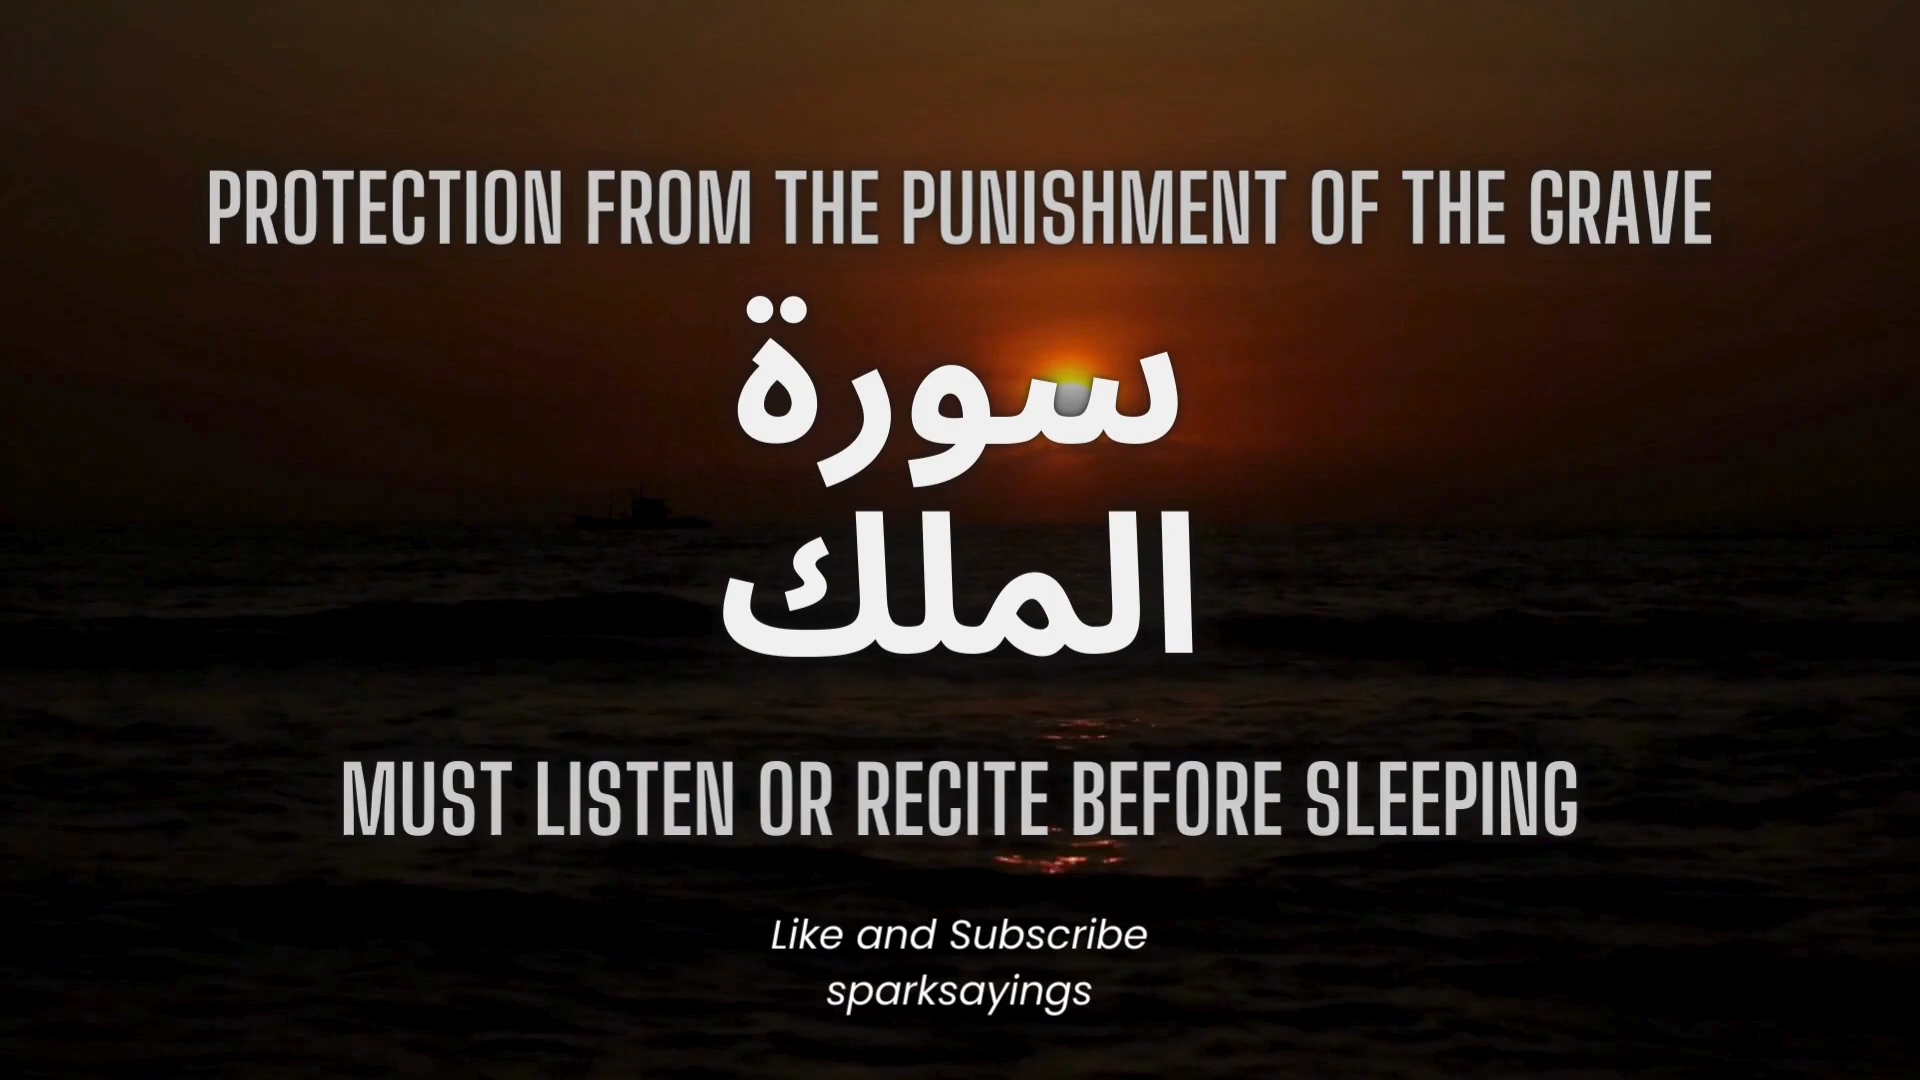 PROTECTION FROM THE PUNISHMENT OF THE GRAVE
سورة
الملك
MUST LISTEN OR RECITE BEFORE SLEEPING
Like and Subscribe
sparksayings